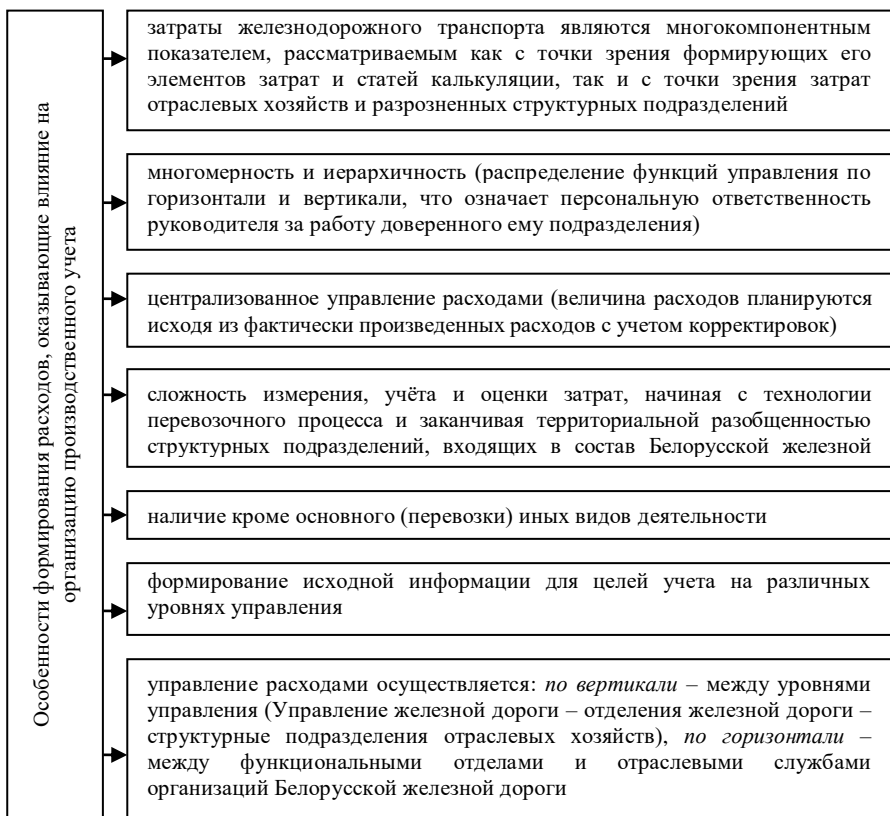 Особенности формирования расходов, оказывающие влияние на
организацию производственного учета
затраты железнодорожного транспорта являются многокомпонентным
показателем, рассматриваемым как с точки зрения формирующих его
элементов затрат и статей калькуляции, так и с точки зрения затрат
отраслевых хозяйств и разрозненных структурных подразделений
многомерность и иерархичность (распределение функций управления по
горизонтали и вертикали, что означает персональную ответственность
руководителя за работу доверенного ему подразделения)
централизованное управление расходами (величина расходов планируются
исходя из фактически произведенных расходов с учетом корректировок)
сложность измерения, учёта и оценки затрат, начиная с технологии
перевозочного процесса и заканчивая территориальной разобщенностью
структурных подразделений, входящих в состав Белорусской железной
наличие кроме основного (перевозки) иных видов деятельности
формирование исходной информации для целей учета на различных
уровнях управления
управление расходами осуществляется: по вертикали – между уровнями
управления (Управление железной дороги – отделения железной дороги –
структурные подразделения отраслевых хозяйств), по горизонтали –
между функциональными отделами и отраслевыми службами
организаций Белорусской железной дороги